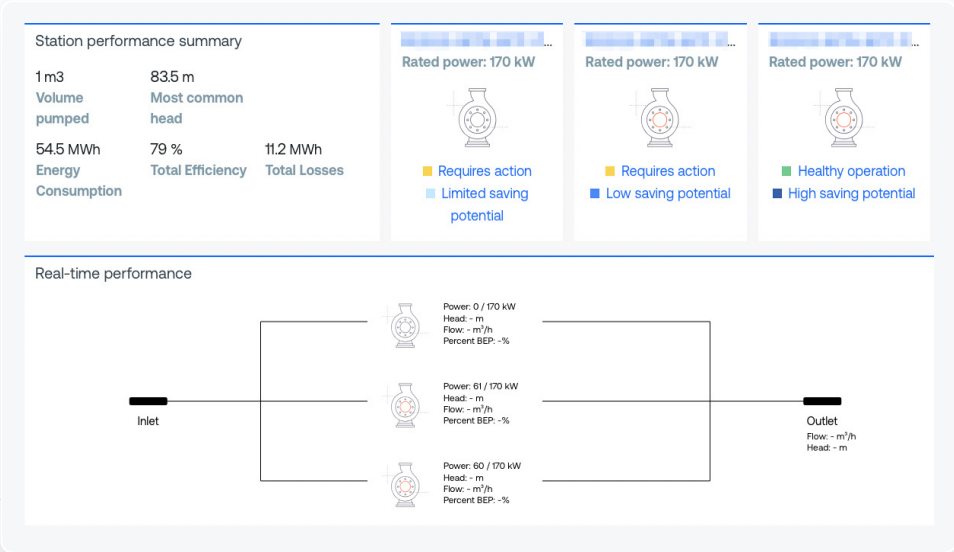 Station performance summary
1 m3
Volume
pumped
83.5 m
Most common
head
54.5 MWh
Energy
Consumption
79 %
Total Efficiency
11.2 MWh
Total Losses
...
Rated power: 170 kW
Requires action
Limited saving
potential
...
Rated power: 170 kW
Requires action
Low saving potential
...
Rated power: 170 kW
Healthy operation
High saving potential
Real-time performance
Inlet
Power: 0 / 170 kW
Head: - m
Flow: - m³/h
Percent BEP: -%
Power: 61 / 170 kW
Head: - m
Flow: - m³/h
Percent BEP: -%
Power: 60 / 170 kW
Head: - m
Flow: - m³/h
Percent BEP: -%
Outlet
Flow: - m³/h
Head: - m